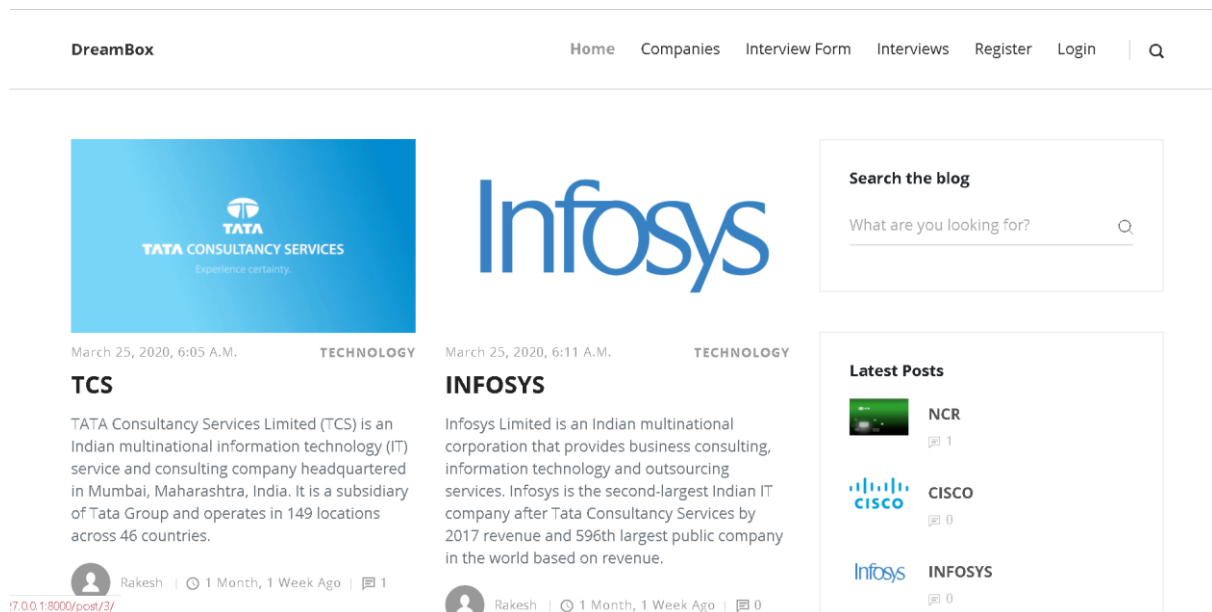 DreamBox
Home Companies Interview Form Interviews Register Login
TATA
TATA CONSULTANCY SERVICES
Experience certainty.
March 25, 2020, 6:05 A.M. TECHNOLOGY
TCS
TATA Consultancy Services Limited (TCS) is an
Indian multinational information technology (IT)
service and consulting company headquartered
in Mumbai, Maharashtra, India. It is a subsidiary
of Tata Group and operates in 149 locations
across 46 countries.
Rakesh | 1 Month, 1 Week Ago | 1
Infosys
March 25, 2020, 6:11 A.M. TECHNOLOGY
INFOSYS
Infosys Limited is an Indian multinational
corporation that provides business consulting,
information technology and outsourcing
services. Infosys is the second-largest Indian IT
company after Tata Consultancy Services by
2017 revenue and 596th largest public company
in the world based on revenue.
Rakesh | 1 Month, 1 Week Ago | 0
Search the blog
What are you looking for?
Latest Posts
NCR
1
CISCO
CISCO
0
Infosys
INFOSYS
0
27.0.0.1:8000/post/3/